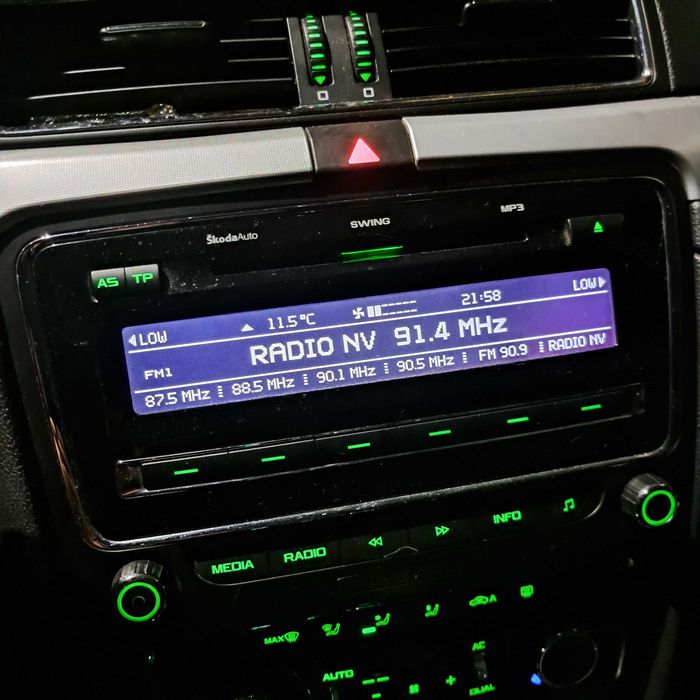 ŠkodaAuto
SWING
MP3
AS TP
LOW 11.5°C 21:58 LOW
RADIO NV 91.4 MHz
FM1
87.5 MHz 88.5 MHz 90.1 MHz 90.5 MHz FM 90.9 RADIO NV
MEDIA RADIO INFO
MAX A
AUTO AC
DUAL